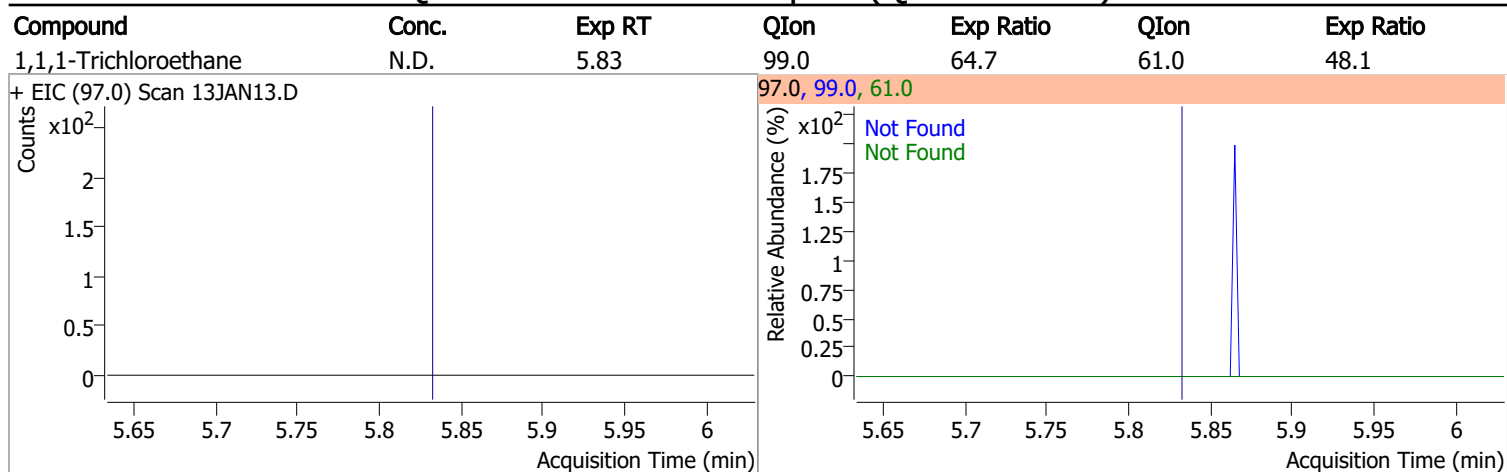 Compound Conc. Exp RT QIon Exp Ratio QIon Exp Ratio
1,1,1-Trichloroethane N.D. 5.83 99.0 64.7 61.0 48.1
+ EIC (97.0) Scan 13JAN13.D
Counts
x10²
2
1.5
1
0.5
0
5.65 5.7 5.75 5.8 5.85 5.9 5.95 6
Acquisition Time (min)
97.0, 99.0, 61.0
Relative Abundance (%)
x10²
Not Found
Not Found
1.75
1.5
1.25
1
0.75
0.5
0.25
0
5.65 5.7 5.75 5.8 5.85 5.9 5.95 6
Acquisition Time (min)